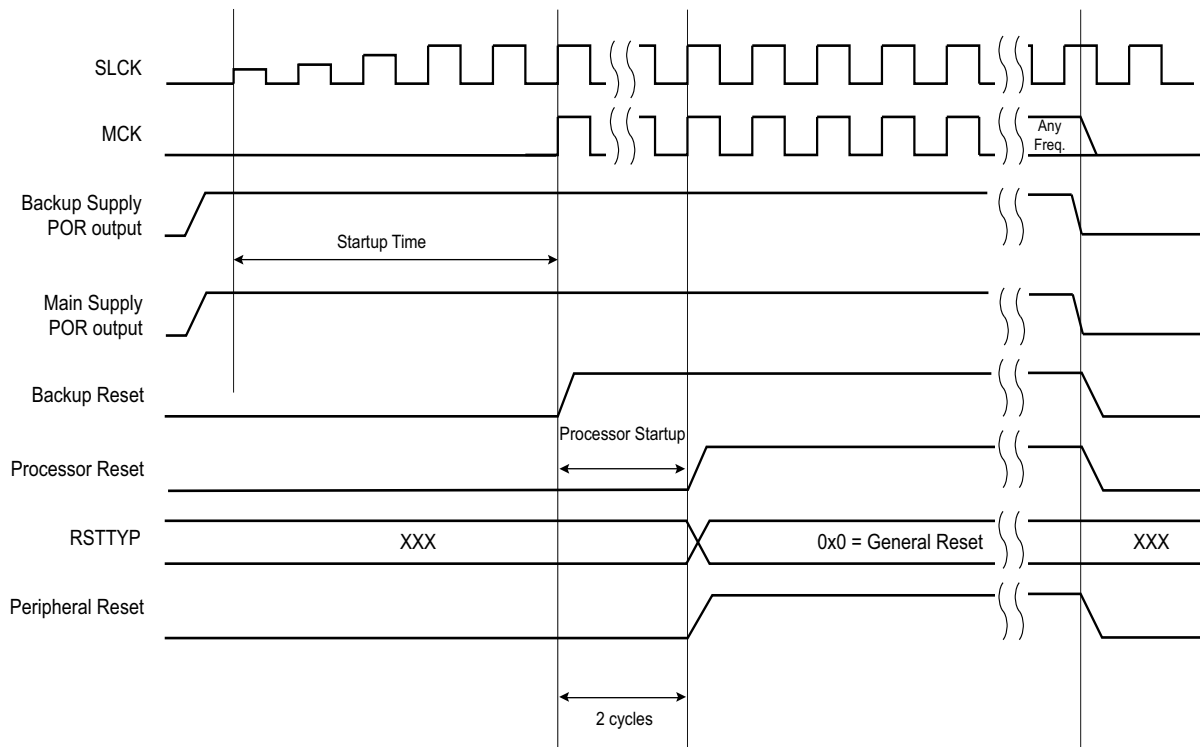 SLCK
MCK
Any
Freq.
Backup Supply
POR output
Startup Time
Main Supply
POR output
Backup Reset
Processor Startup
Processor Reset
RSTTYP
XXX
0x0 = General Reset
XXX
Peripheral Reset
2 cycles